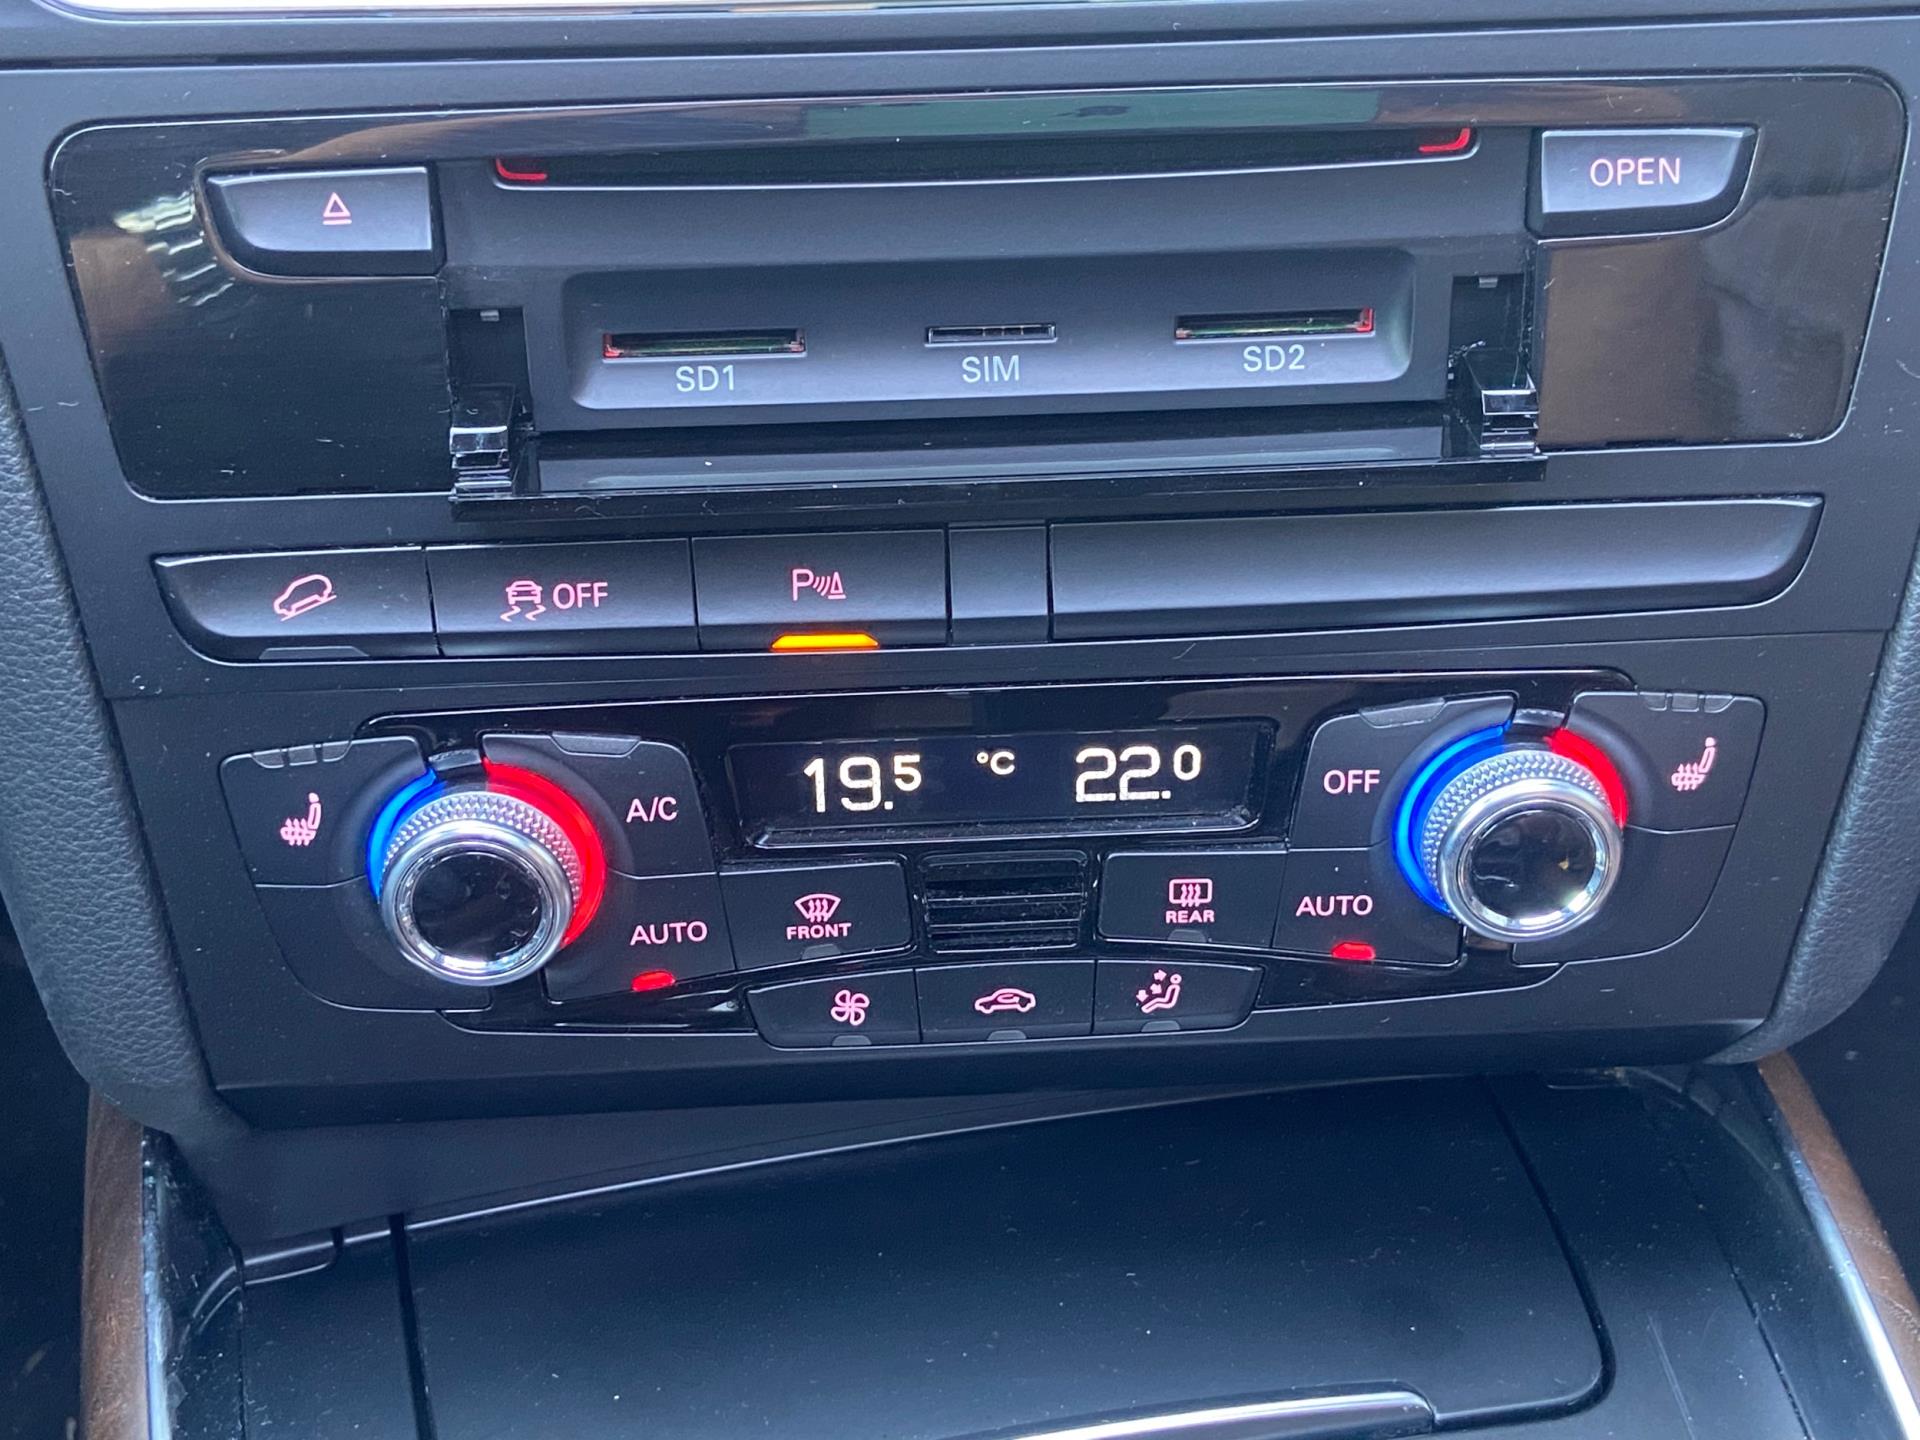 OPEN
SD1 SIM SD2
OFF P
19.5 °C 22.0
A/C OFF
AUTO FRONT REAR AUTO